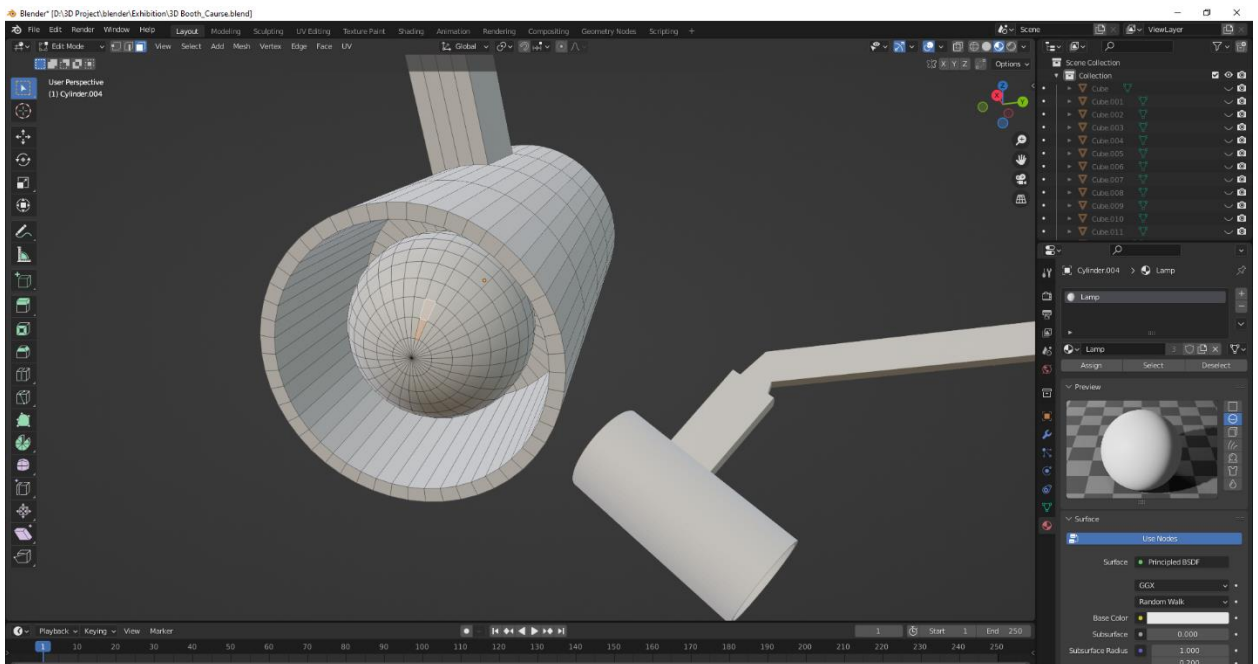 Blender* [D:\3D Project\blender\Exhibition\3D Booth_Caurse.blend]
File Edit Render Window Help Layout Modeling Sculpting UV Editing Texture Paint Shading Animation Rendering Compositing Geometry Nodes Scripting + Scene ViewLayer
Edit Mode View Select Add Mesh Vertex Edge Face UV Global
X Y Z Options
User Perspective
(1) Cylinder.004
Scene Collection
Collection
Cube
Cube.001
Cube.002
Cube.003
Cube.004
Cube.005
Cube.006
Cube.007
Cube.008
Cube.009
Cube.010
Cube.011
Z
X
Y
Cylinder.004 > Lamp
Lamp
Lamp 3
Assign Select Deselect
Preview
Surface
Use Nodes
Surface Principled BSDF
GGX
Random Walk
Base Color
Subsurface 0.000
Subsurface Radius 1.000
0.200
Playback Keying View Marker 1 Start 1 End 250
1 10 20 30 40 50 60 70 80 90 100 110 120 130 140 150 160 170 180 190 200 210 220 230 240 250